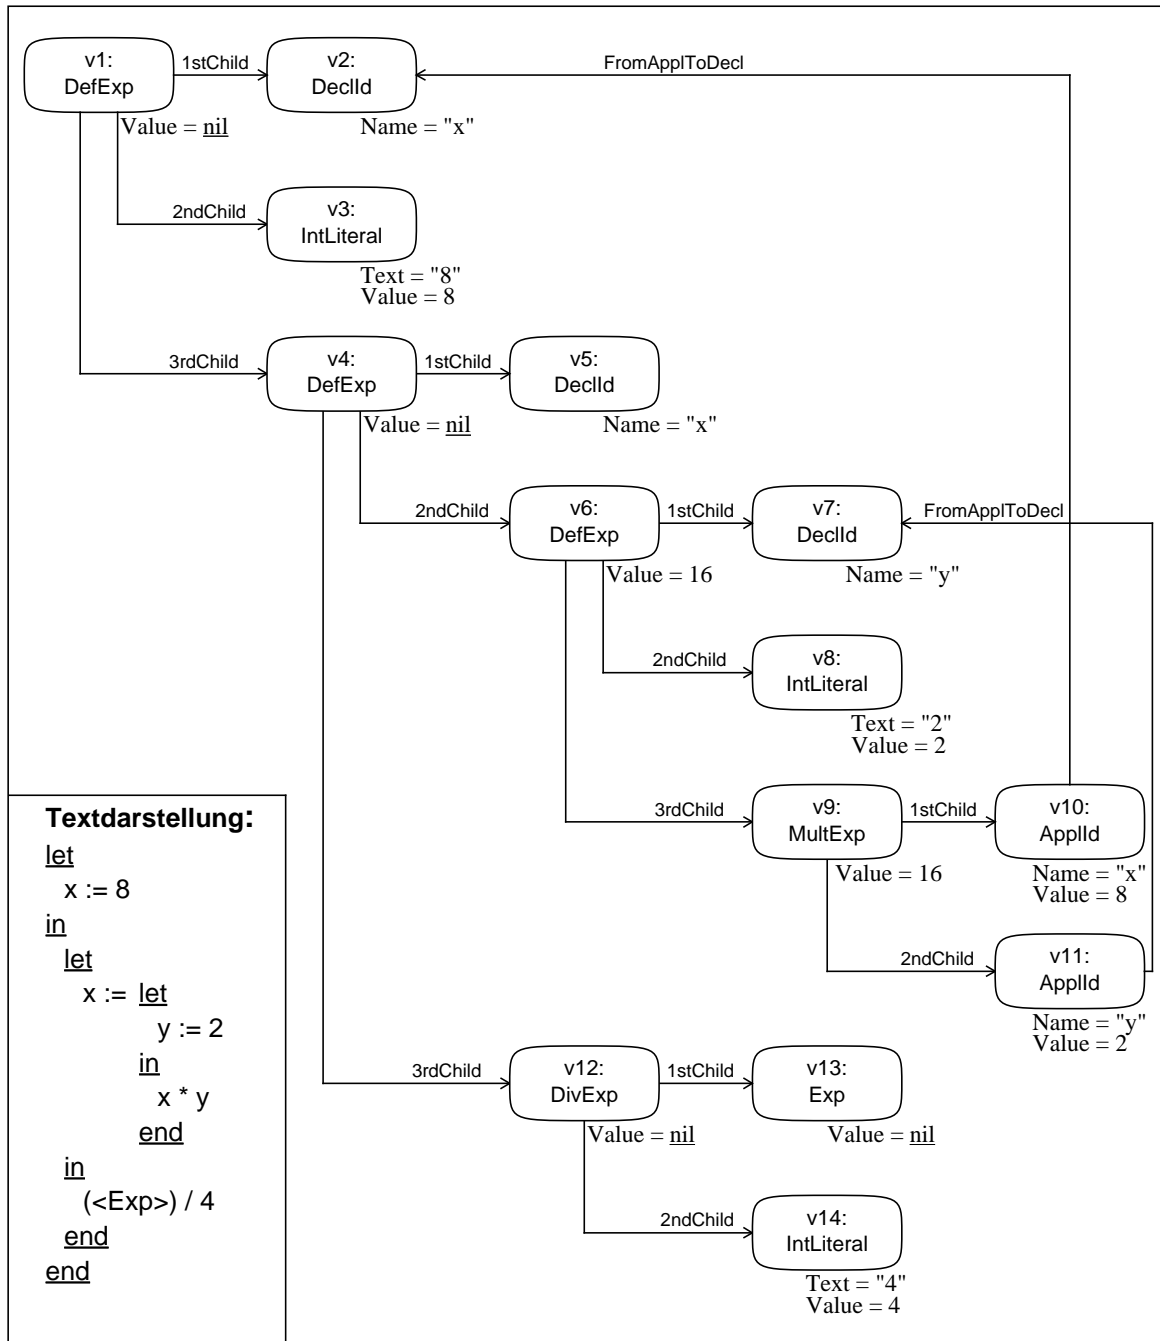 v1:
DefExp
1stChild
v2:
DeclId
FromApplToDecl
Value = nil
Name = "x"
2ndChild
v3:
IntLiteral
Text = "8"
Value = 8
3rdChild
v4:
DefExp
1stChild
v5:
DeclId
Value = nil
Name = "x"
2ndChild
v6:
DefExp
1stChild
v7:
DeclId
FromApplToDecl
Value = 16
Name = "y"
2ndChild
v8:
IntLiteral
Text = "2"
Value = 2
3rdChild
v9:
MultExp
1stChild
v10:
ApplId
Value = 16
Name = "x"
Value = 8
2ndChild
v11:
ApplId
Name = "y"
Value = 2
3rdChild
v12:
DivExp
1stChild
v13:
Exp
Value = nil
Value = nil
2ndChild
v14:
IntLiteral
Text = "4"
Value = 4
Textdarstellung:
let
x := 8
in
let
x := let
y := 2
in
x * y
end
in
(<Exp>) / 4
end
end